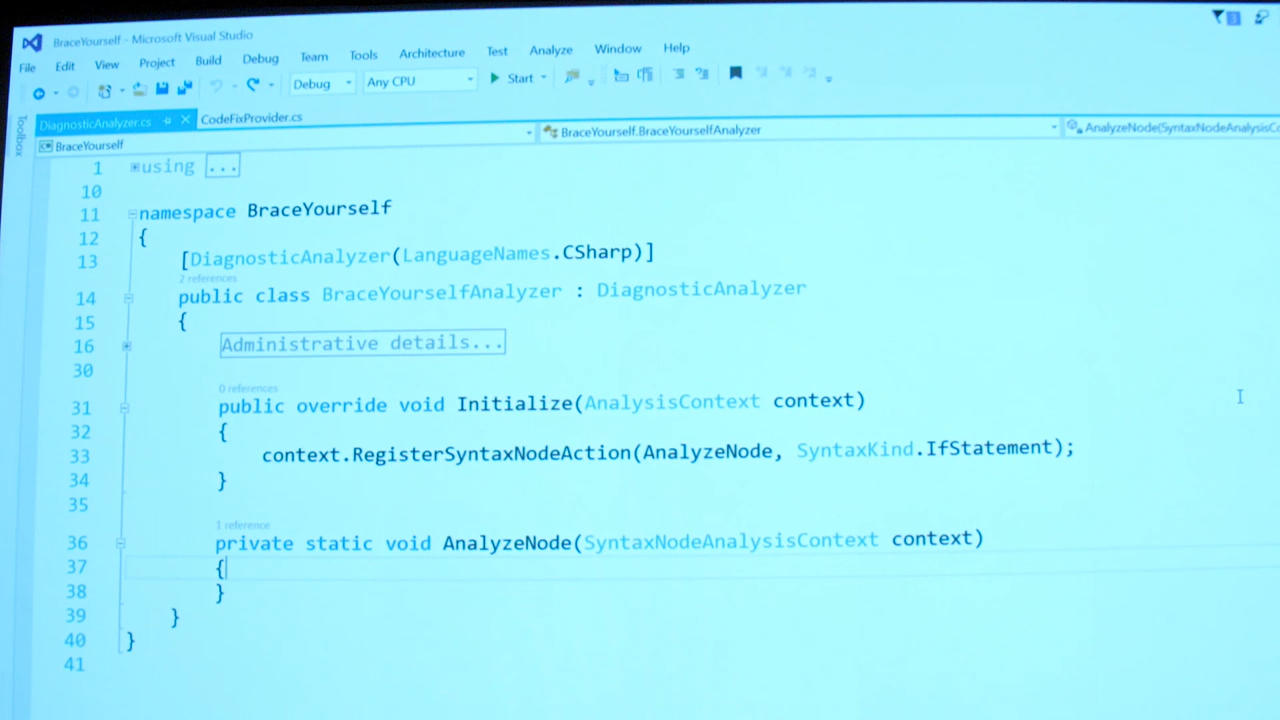 3
BraceYourself - Microsoft Visual Studio
File Edit View Project Build Debug Team Tools Architecture Test Analyze Window Help
Debug Any CPU Start
Toolbox
DiagnosticAnalyzer.cs CodeFixProvider.cs
BraceYourself BraceYourself.BraceYourselfAnalyzer AnalyzeNode(SyntaxNodeAnalysisCo
1 using ...
10
11 namespace BraceYourself
12 {
13 [DiagnosticAnalyzer(LanguageNames.CSharp)]
2 references
14 public class BraceYourselfAnalyzer : DiagnosticAnalyzer
15 {
16 Administrative details...
30
0 references
31 public override void Initialize(AnalysisContext context)
32 {
33 context.RegisterSyntaxNodeAction(AnalyzeNode, SyntaxKind.IfStatement);
34 }
35
1 reference
36 private static void AnalyzeNode(SyntaxNodeAnalysisContext context)
37 {
38 }
39 }
40 }
41